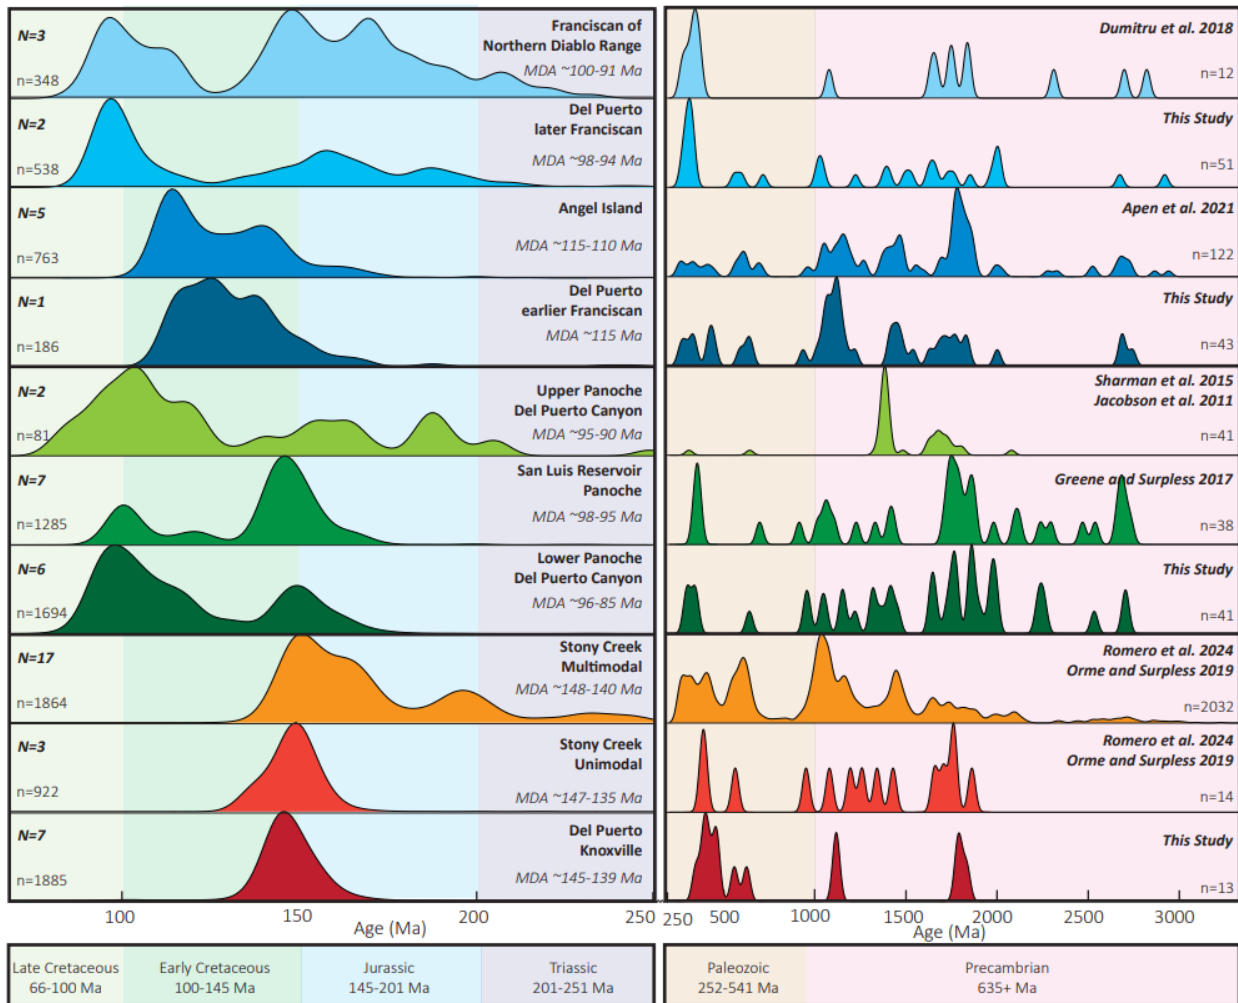 N=3
n=348
Franciscan of
Northern Diablo Range
MDA ~100-91 Ma
Dumitru et al. 2018
n=12
N=2
n=538
Del Puerto
later Franciscan
MDA ~98-94 Ma
This Study
n=51
N=5
n=763
Angel Island
MDA ~115-110 Ma
Apen et al. 2021
n=122
N=1
n=186
Del Puerto
earlier Franciscan
MDA ~115 Ma
This Study
n=43
N=2
n=81
Upper Panoche
Del Puerto Canyon
MDA ~95-90 Ma
Sharman et al. 2015
Jacobson et al. 2011
n=41
N=7
n=1285
San Luis Reservoir
Panoche
MDA ~98-95 Ma
Greene and Surpless 2017
n=38
N=6
n=1694
Lower Panoche
Del Puerto Canyon
MDA ~96-85 Ma
This Study
n=41
N=17
n=1864
Stony Creek
Multimodal
MDA ~148-140 Ma
Romero et al. 2024
Orme and Surpless 2019
n=2032
N=3
n=922
Stony Creek
Unimodal
MDA ~147-135 Ma
Romero et al. 2024
Orme and Surpless 2019
n=14
N=7
n=1885
Del Puerto
Knoxville
MDA ~145-139 Ma
This Study
n=13
100 150 200 250
Age (Ma)
250 500 1000 1500 2000 2500 3000
Age (Ma)
Late Cretaceous
66-100 Ma
Early Cretaceous
100-145 Ma
Jurassic
145-201 Ma
Triassic
201-251 Ma
Paleozoic
252-541 Ma
Precambrian
635+ Ma